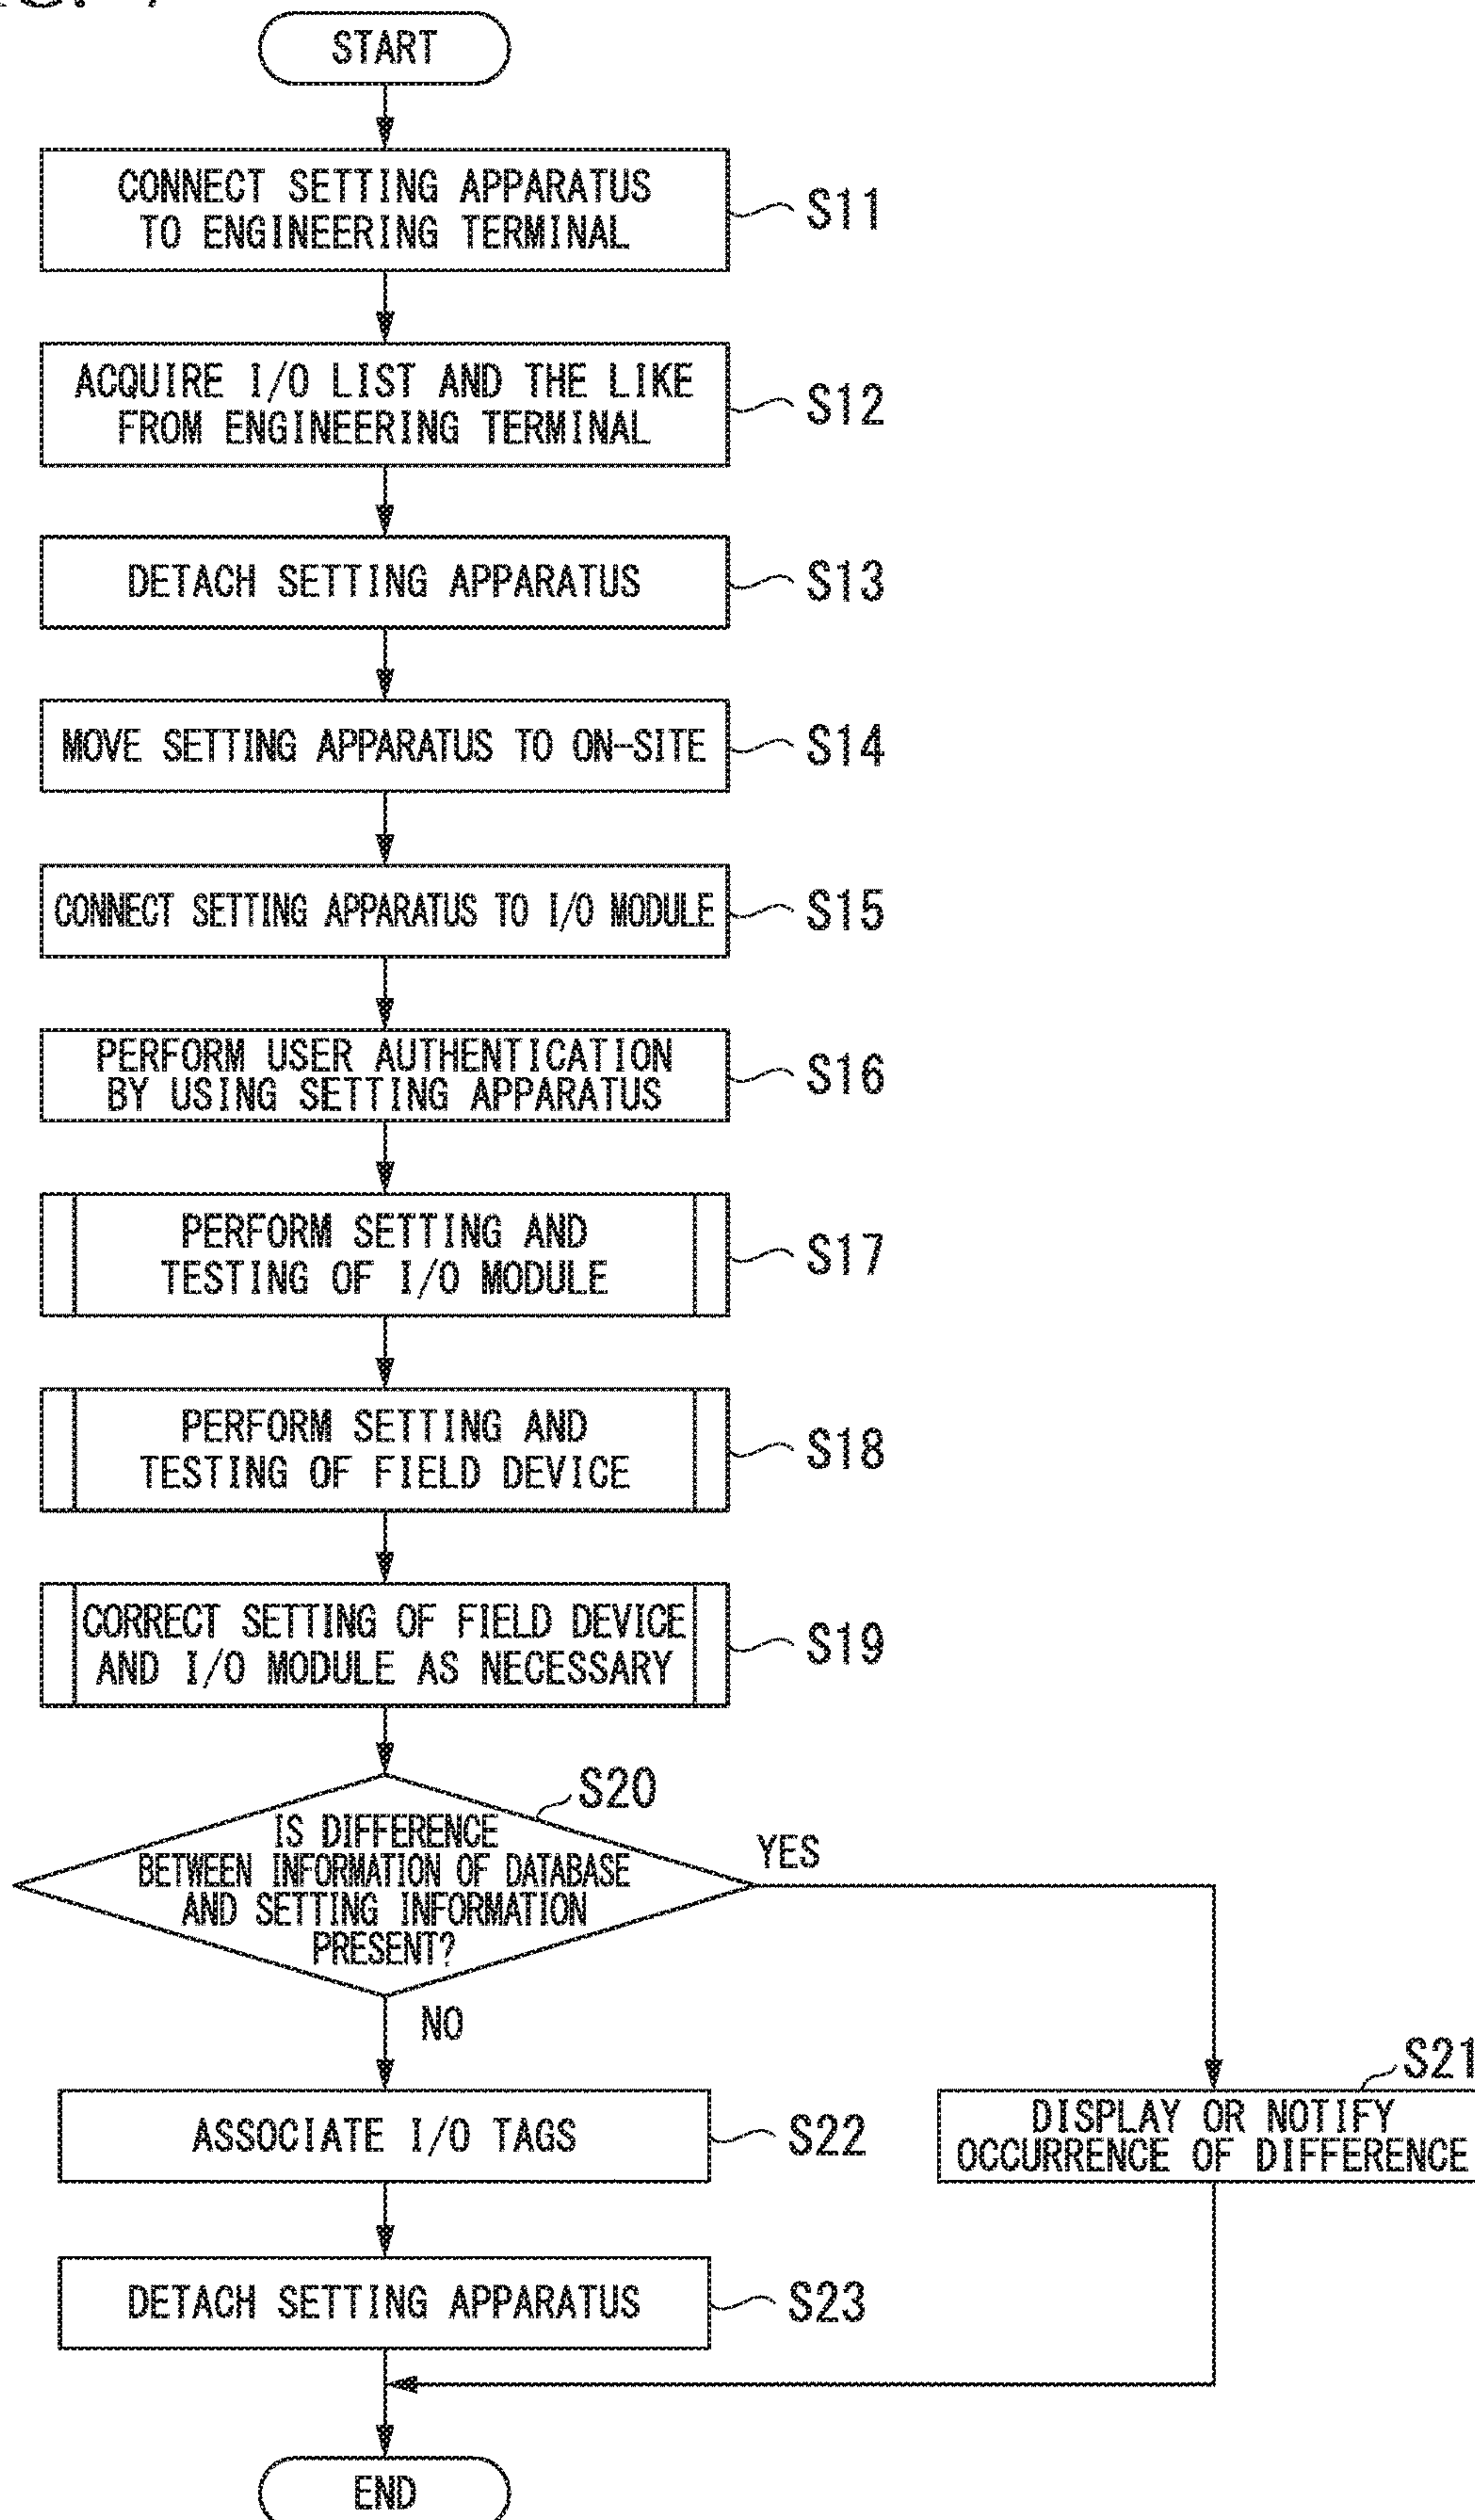 START
CONNECT SETTING APPARATUS
TO ENGINEERING TERMINAL
S11
ACQUIRE I/O LIST AND THE LIKE
FROM ENGINEERING TERMINAL
S12
DETACH SETTING APPARATUS
S13
MOVE SETTING APPARATUS TO ON-SITE
S14
CONNECT SETTING APPARATUS TO I/O MODULE
S15
PERFORM USER AUTHENTICATION
BY USING SETTING APPARATUS
S16
PERFORM SETTING AND
TESTING OF I/O MODULE
S17
PERFORM SETTING AND
TESTING OF FIELD DEVICE
S18
CORRECT SETTING OF FIELD DEVICE
AND I/O MODULE AS NECESSARY
S19
S20
IS DIFFERENCE
BETWEEN INFORMATION OF DATABASE
AND SETTING INFORMATION
PRESENT?
YES
NO
S21
DISPLAY OR NOTIFY
OCCURRENCE OF DIFFERENCE
ASSOCIATE I/O TAGS
S22
DETACH SETTING APPARATUS
S23
END